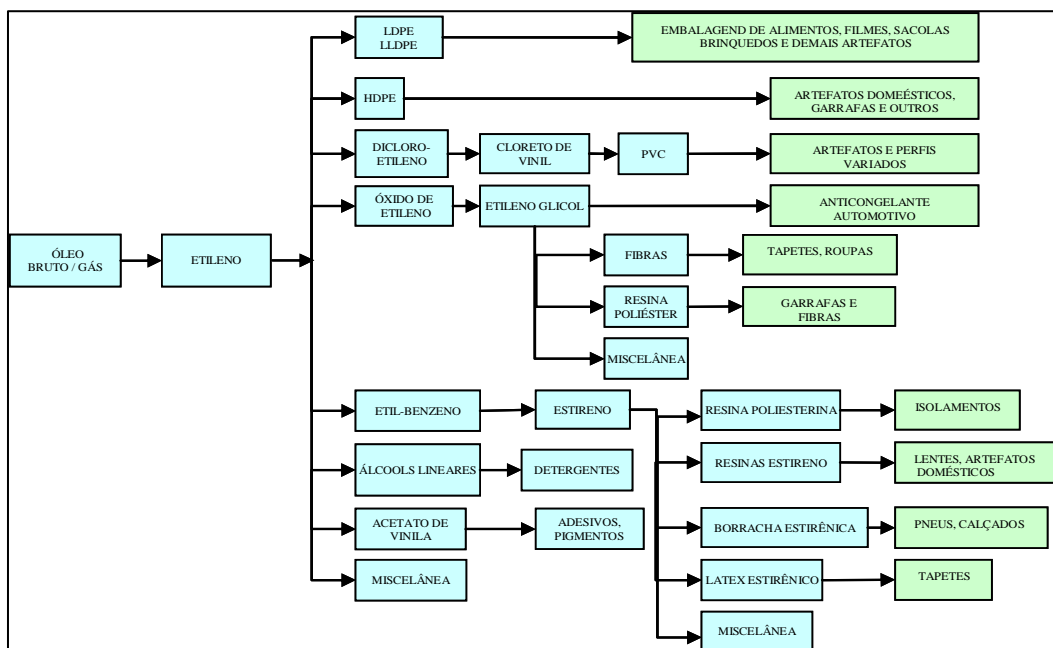 LDPE
LLDPE
EMBALAGEND DE ALIMENTOS, FILMES, SACOLAS
BRINQUEDOS E DEMAIS ARTEFATOS
HDPE
ARTEFATOS DOMEÉSTICOS,
GARRAFAS E OUTROS
DICLORO-
ETILENO
CLORETO DE
VINIL
PVC
ARTEFATOS E PERFIS
VARIADOS
ÓXIDO DE
ETILENO
ETILENO GLICOL
ANTICONGELANTE
AUTOMOTIVO
ÓLEO
BRUTO / GÁS
ETILENO
FIBRAS
TAPETES, ROUPAS
RESINA
POLIÉSTER
GARRAFAS E
FIBRAS
MISCELÂNEA
ETIL-BENZENO
ESTIRENO
RESINA POLIESTERINA
ISOLAMENTOS
ÁLCOOLS LINEARES
DETERGENTES
RESINAS ESTIRENO
LENTES, ARTEFATOS
DOMÉSTICOS
ACETATO DE
VINILA
ADESIVOS,
PIGMENTOS
BORRACHA ESTIRÊNICA
PNEUS, CALÇADOS
MISCELÂNEA
LATEX ESTIRÊNICO
TAPETES
MISCELÂNEA